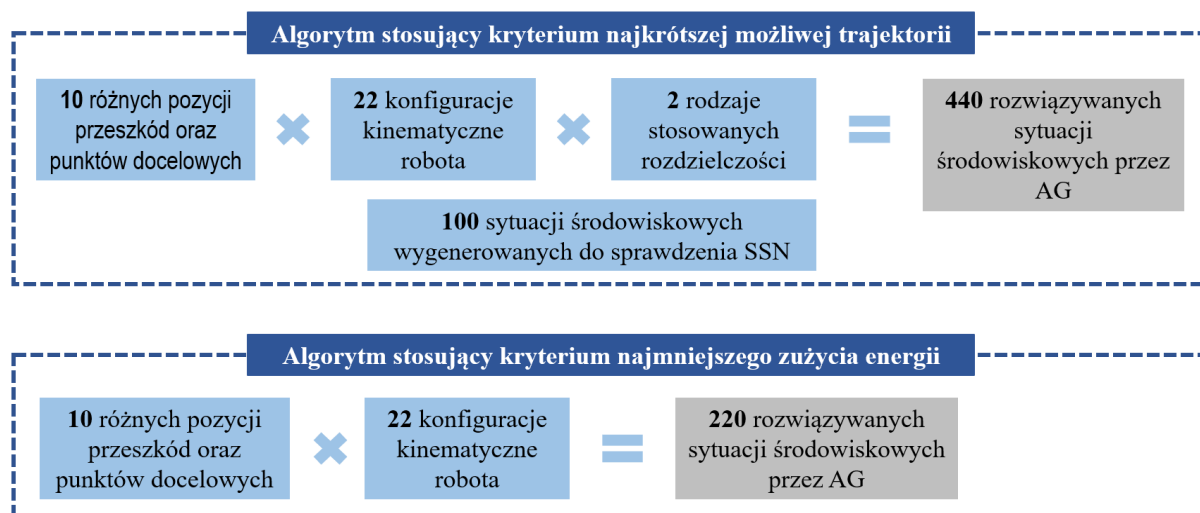 Algorytm stosujący kryterium najkrótszej możliwej trajektorii
10 różnych pozycji
przeszkód oraz
punktów docelowych
22 konfiguracje
kinematyczne
robota
2 rodzaje
stosowanych
rozdzielczości
440 rozwiązywanych
sytuacji
środowiskowych przez
AG
100 sytuacji środowiskowych
wygenerowanych do sprawdzenia SSN
Algorytm stosujący kryterium najmniejszego zużycia energii
10 różnych pozycji
przeszkód oraz
punktów docelowych
22 konfiguracje
kinematyczne
robota
220 rozwiązywanych
sytuacji środowiskowych
przez AG